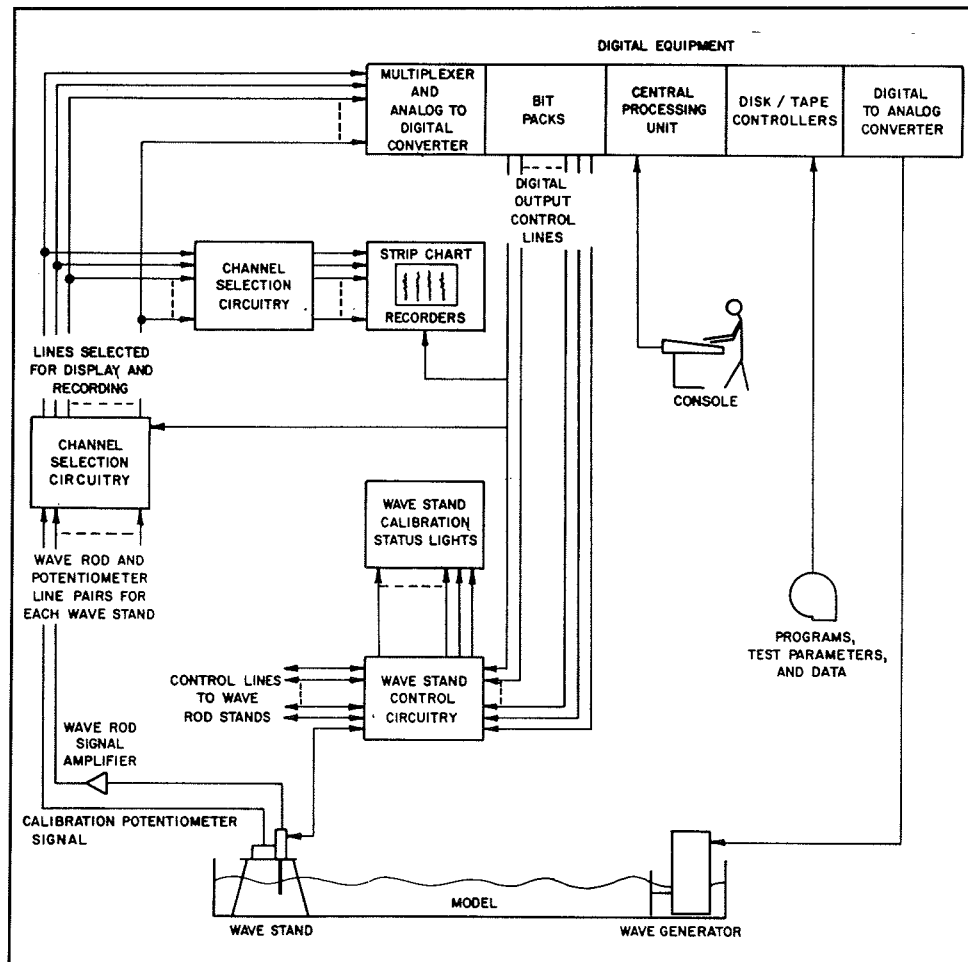 DIGITAL EQUIPMENT
MULTIPLEXER
AND
ANALOG TO
DIGITAL
CONVERTER
BIT
PACKS
CENTRAL
PROCESSING
UNIT
DISK / TAPE
CONTROLLERS
DIGITAL
TO ANALOG
CONVERTER
DIGITAL
OUTPUT
CONTROL
LINES
CHANNEL
SELECTION
CIRCUITRY
STRIP CHART
RECORDERS
LINES SELECTED
FOR DISPLAY AND
RECORDING
CONSOLE
CHANNEL
SELECTION
CIRCUITRY
WAVE STAND
CALIBRATION
STATUS LIGHTS
WAVE ROD AND
POTENTIOMETER
LINE PAIRS FOR
EACH WAVE STAND
PROGRAMS,
TEST PARAMETERS,
AND DATA
CONTROL LINES
TO WAVE
ROD STANDS
WAVE STAND
CONTROL
CIRCUITRY
WAVE ROD
SIGNAL
AMPLIFIER
CALIBRATION POTENTIOMETER
SIGNAL
MODEL
WAVE STAND
WAVE GENERATOR